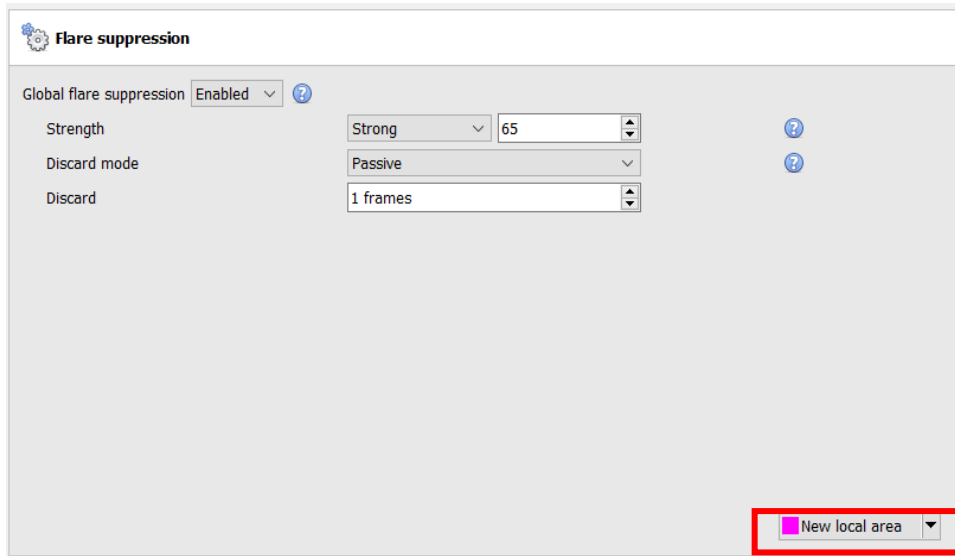 Flare suppression
Global flare suppression Enabled
Strength Strong 65
Discard mode Passive
Discard 1 frames
New local area